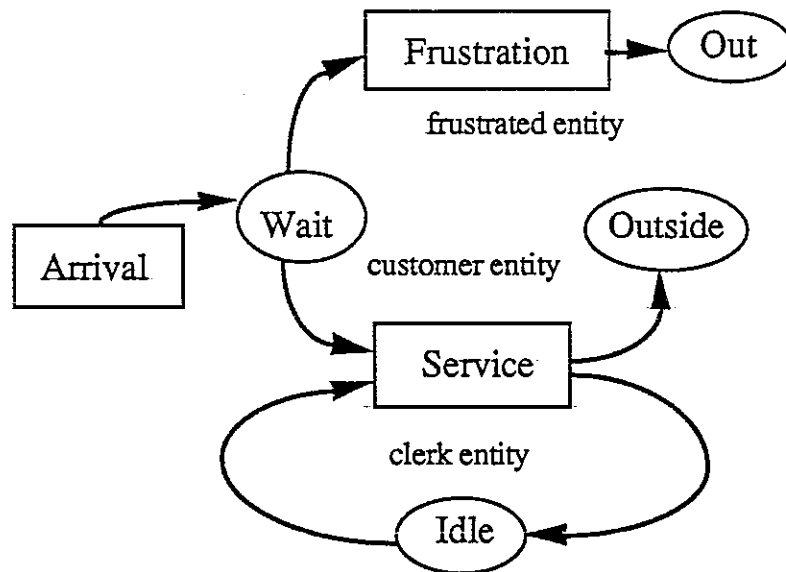 Frustration
Out
frustrated entity
Wait
Outside
Arrival
customer entity
Service
clerk entity
Idle